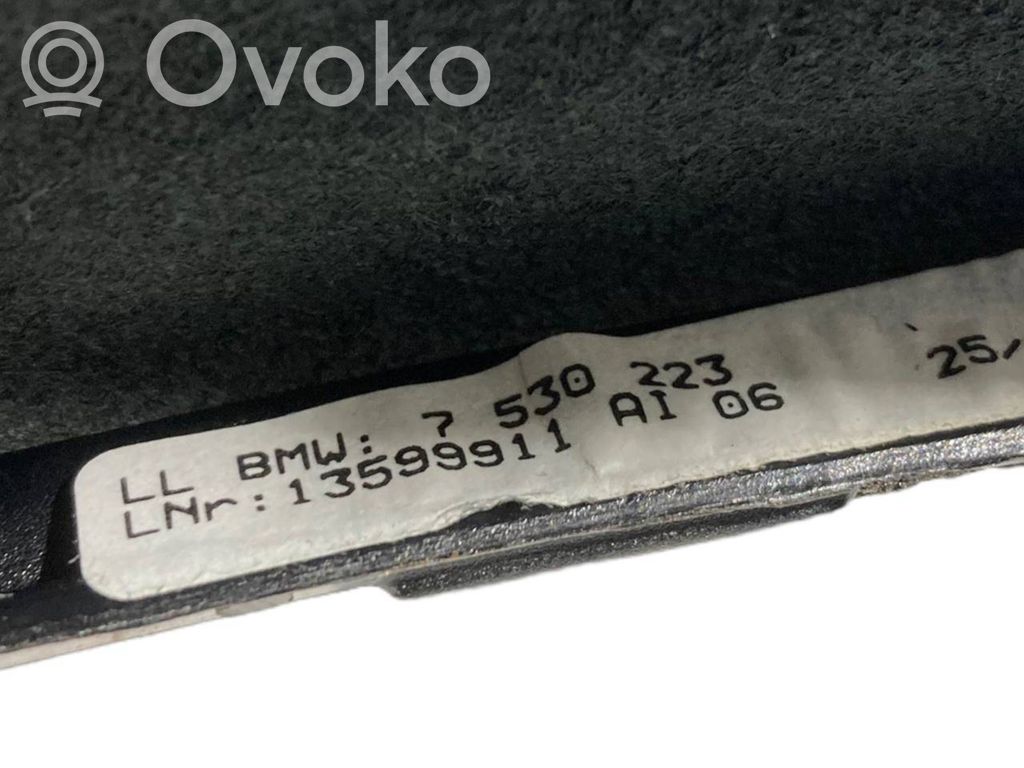 Ovoko
LL BMW: 7 530 223 25/
LNr:13599911 AI 06